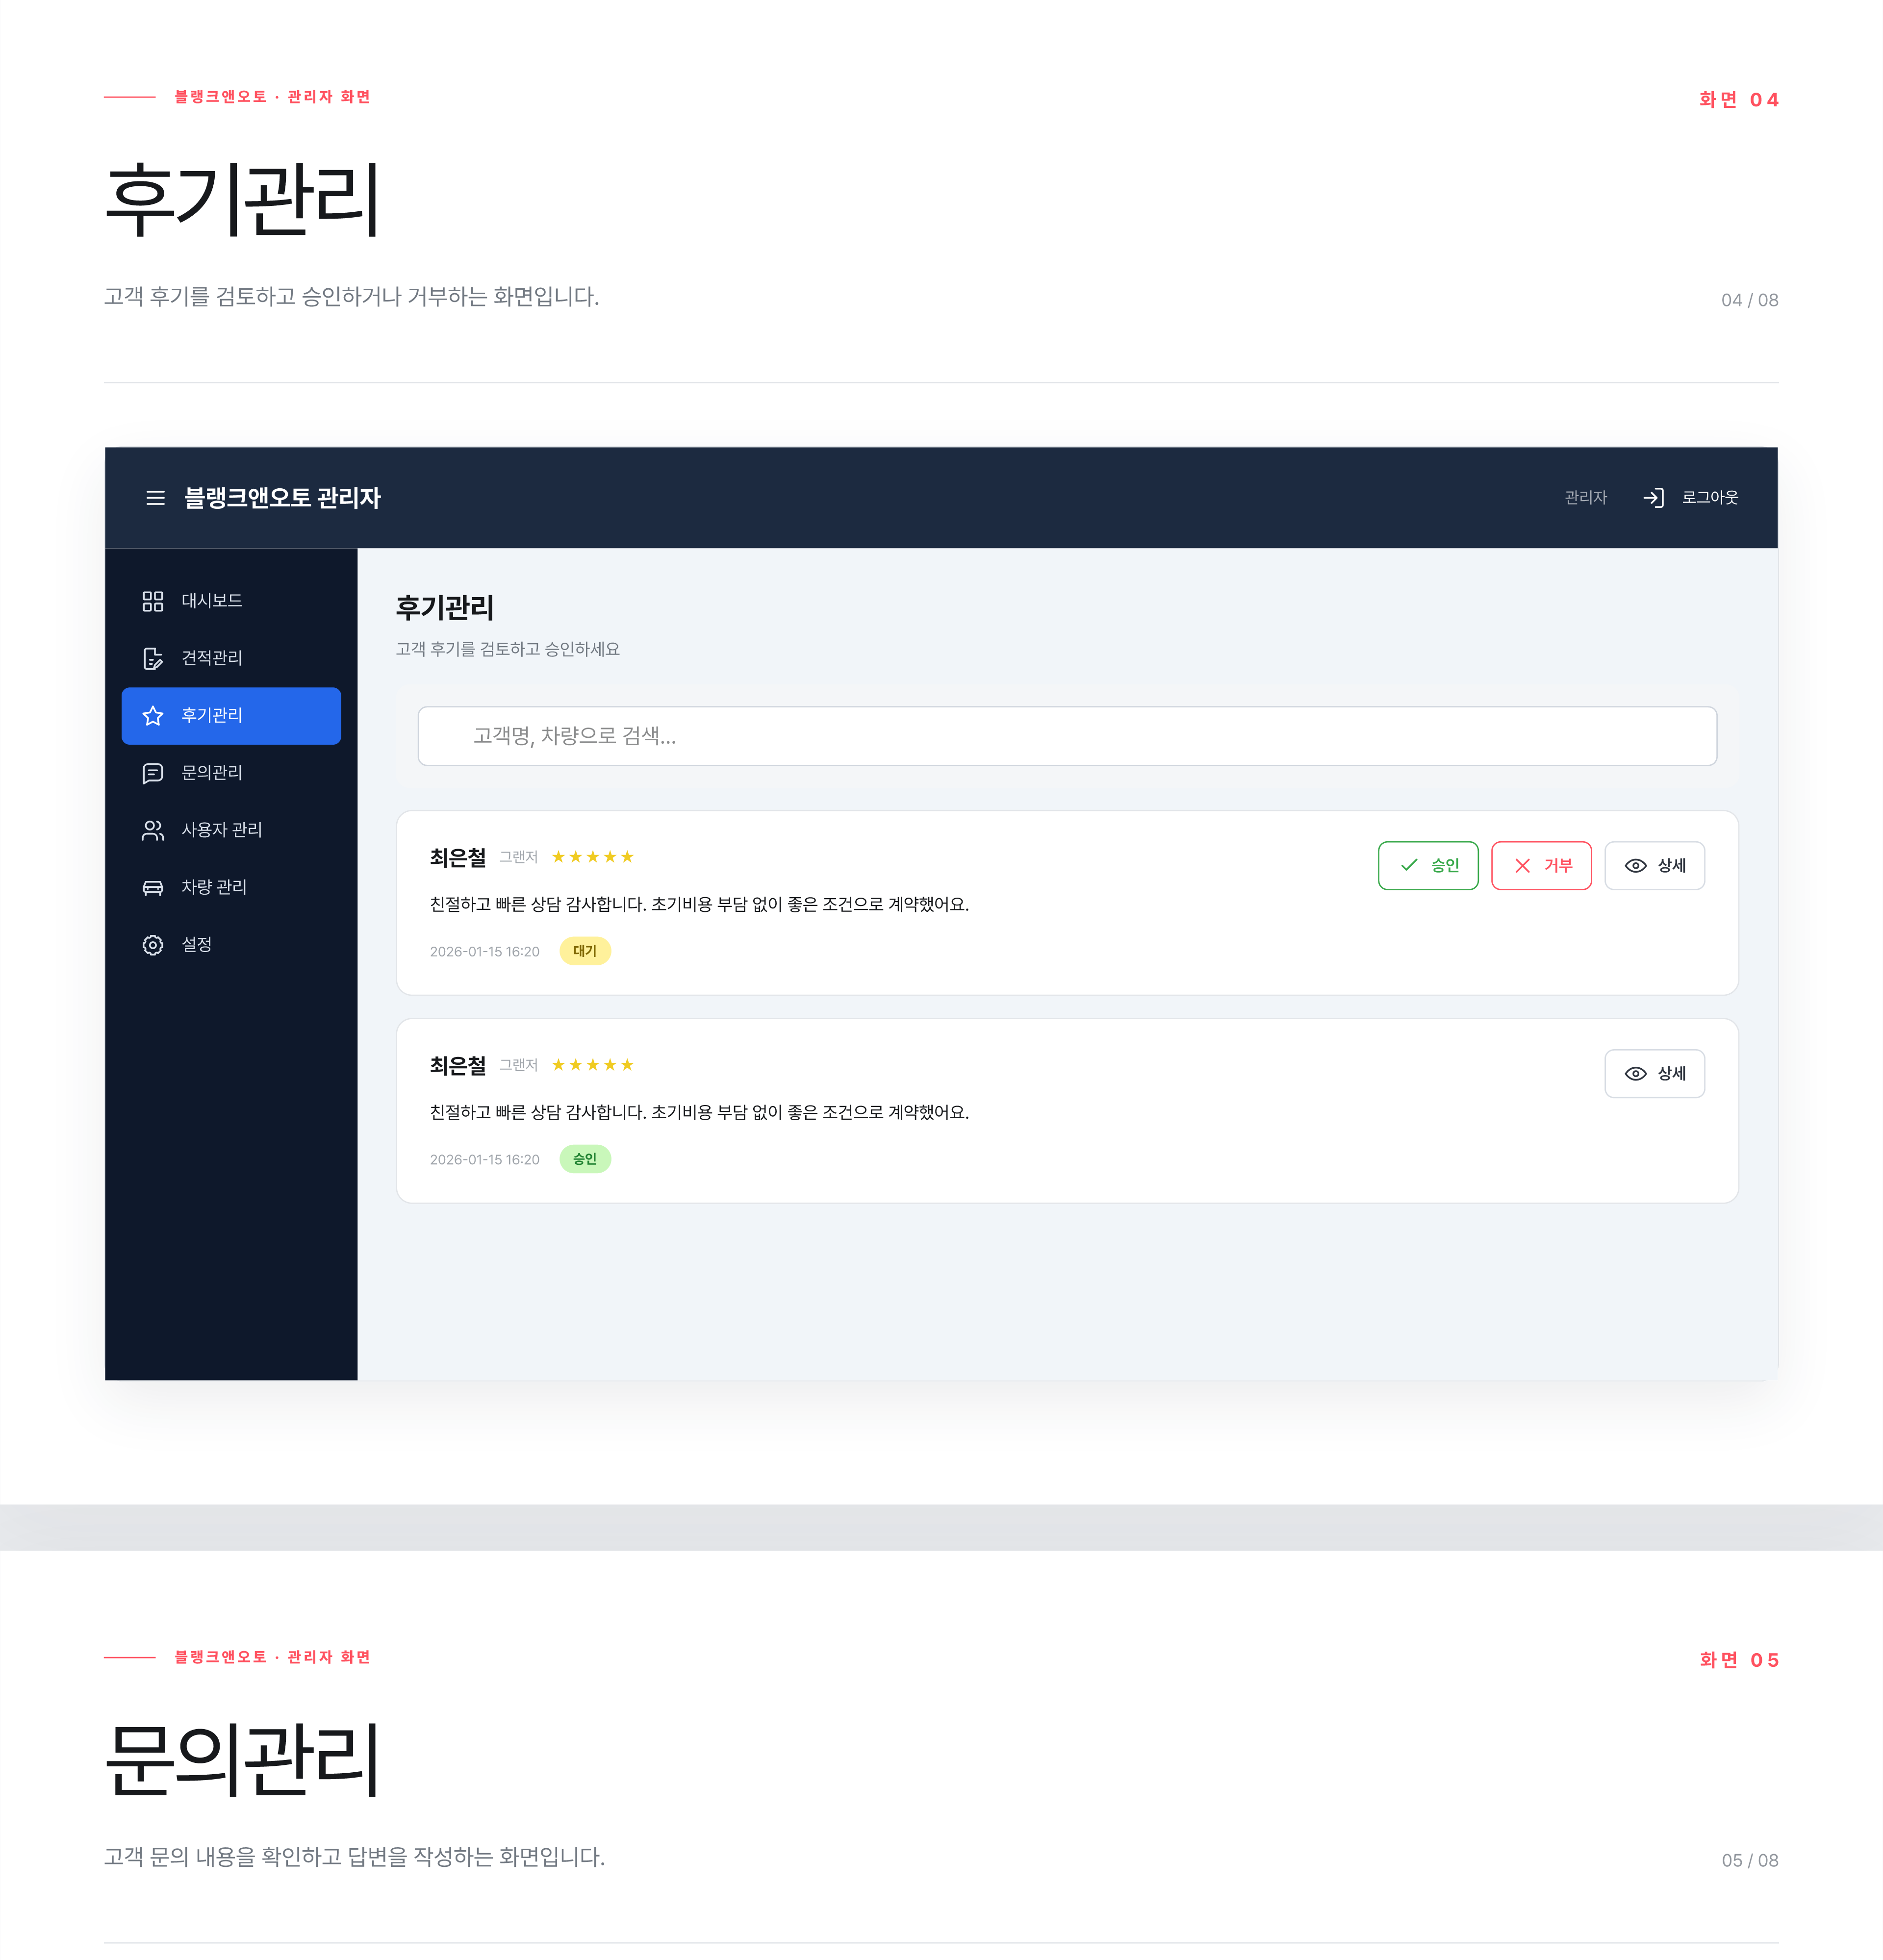 블랭크앤오토 · 관리자 화면
화면 04
후기관리
고객 후기를 검토하고 승인하거나 거부하는 화면입니다.
04 / 08
블랭크앤오토 관리자
관리자
로그아웃
대시보드
견적관리
후기관리
문의관리
사용자 관리
차량 관리
설정
후기관리
고객 후기를 검토하고 승인하세요
고객명, 차량으로 검색...
최은철 그랜저 ★★★★★
승인
거부
상세
친절하고 빠른 상담 감사합니다. 초기비용 부담 없이 좋은 조건으로 계약했어요.
2026-01-15 16:20 대기
최은철 그랜저 ★★★★★
상세
친절하고 빠른 상담 감사합니다. 초기비용 부담 없이 좋은 조건으로 계약했어요.
2026-01-15 16:20 승인
블랭크앤오토 · 관리자 화면
화면 05
문의관리
고객 문의 내용을 확인하고 답변을 작성하는 화면입니다.
05 / 08